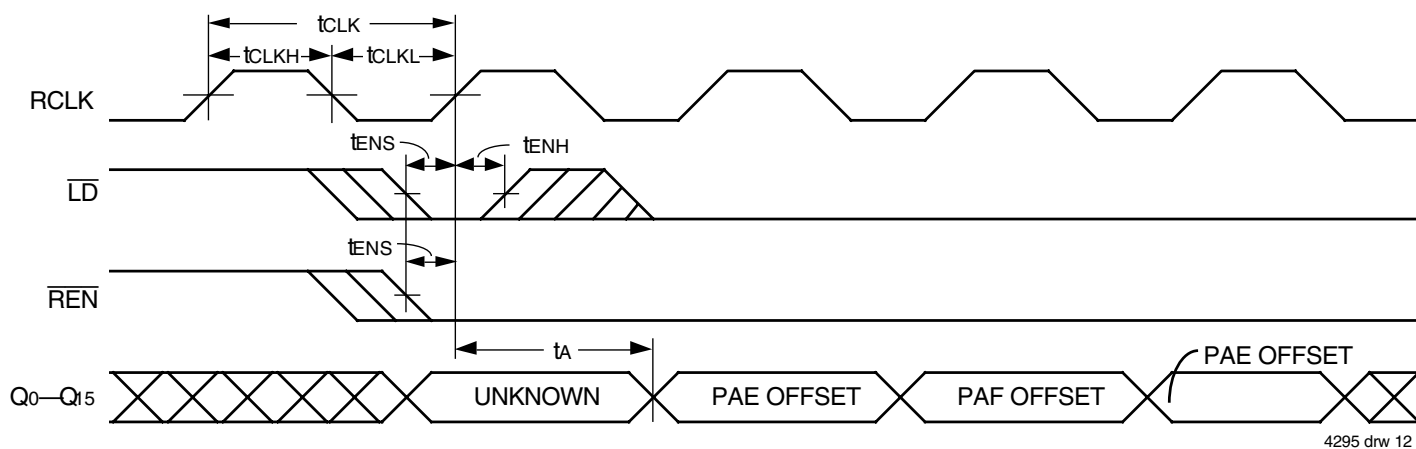 tCLK
tCLKH
tCLKL
RCLK
tENS
tENH
LD
tENS
REN
tA
PAE OFFSET
Q0—Q15
UNKNOWN
PAE OFFSET
PAF OFFSET
4295 drw 12